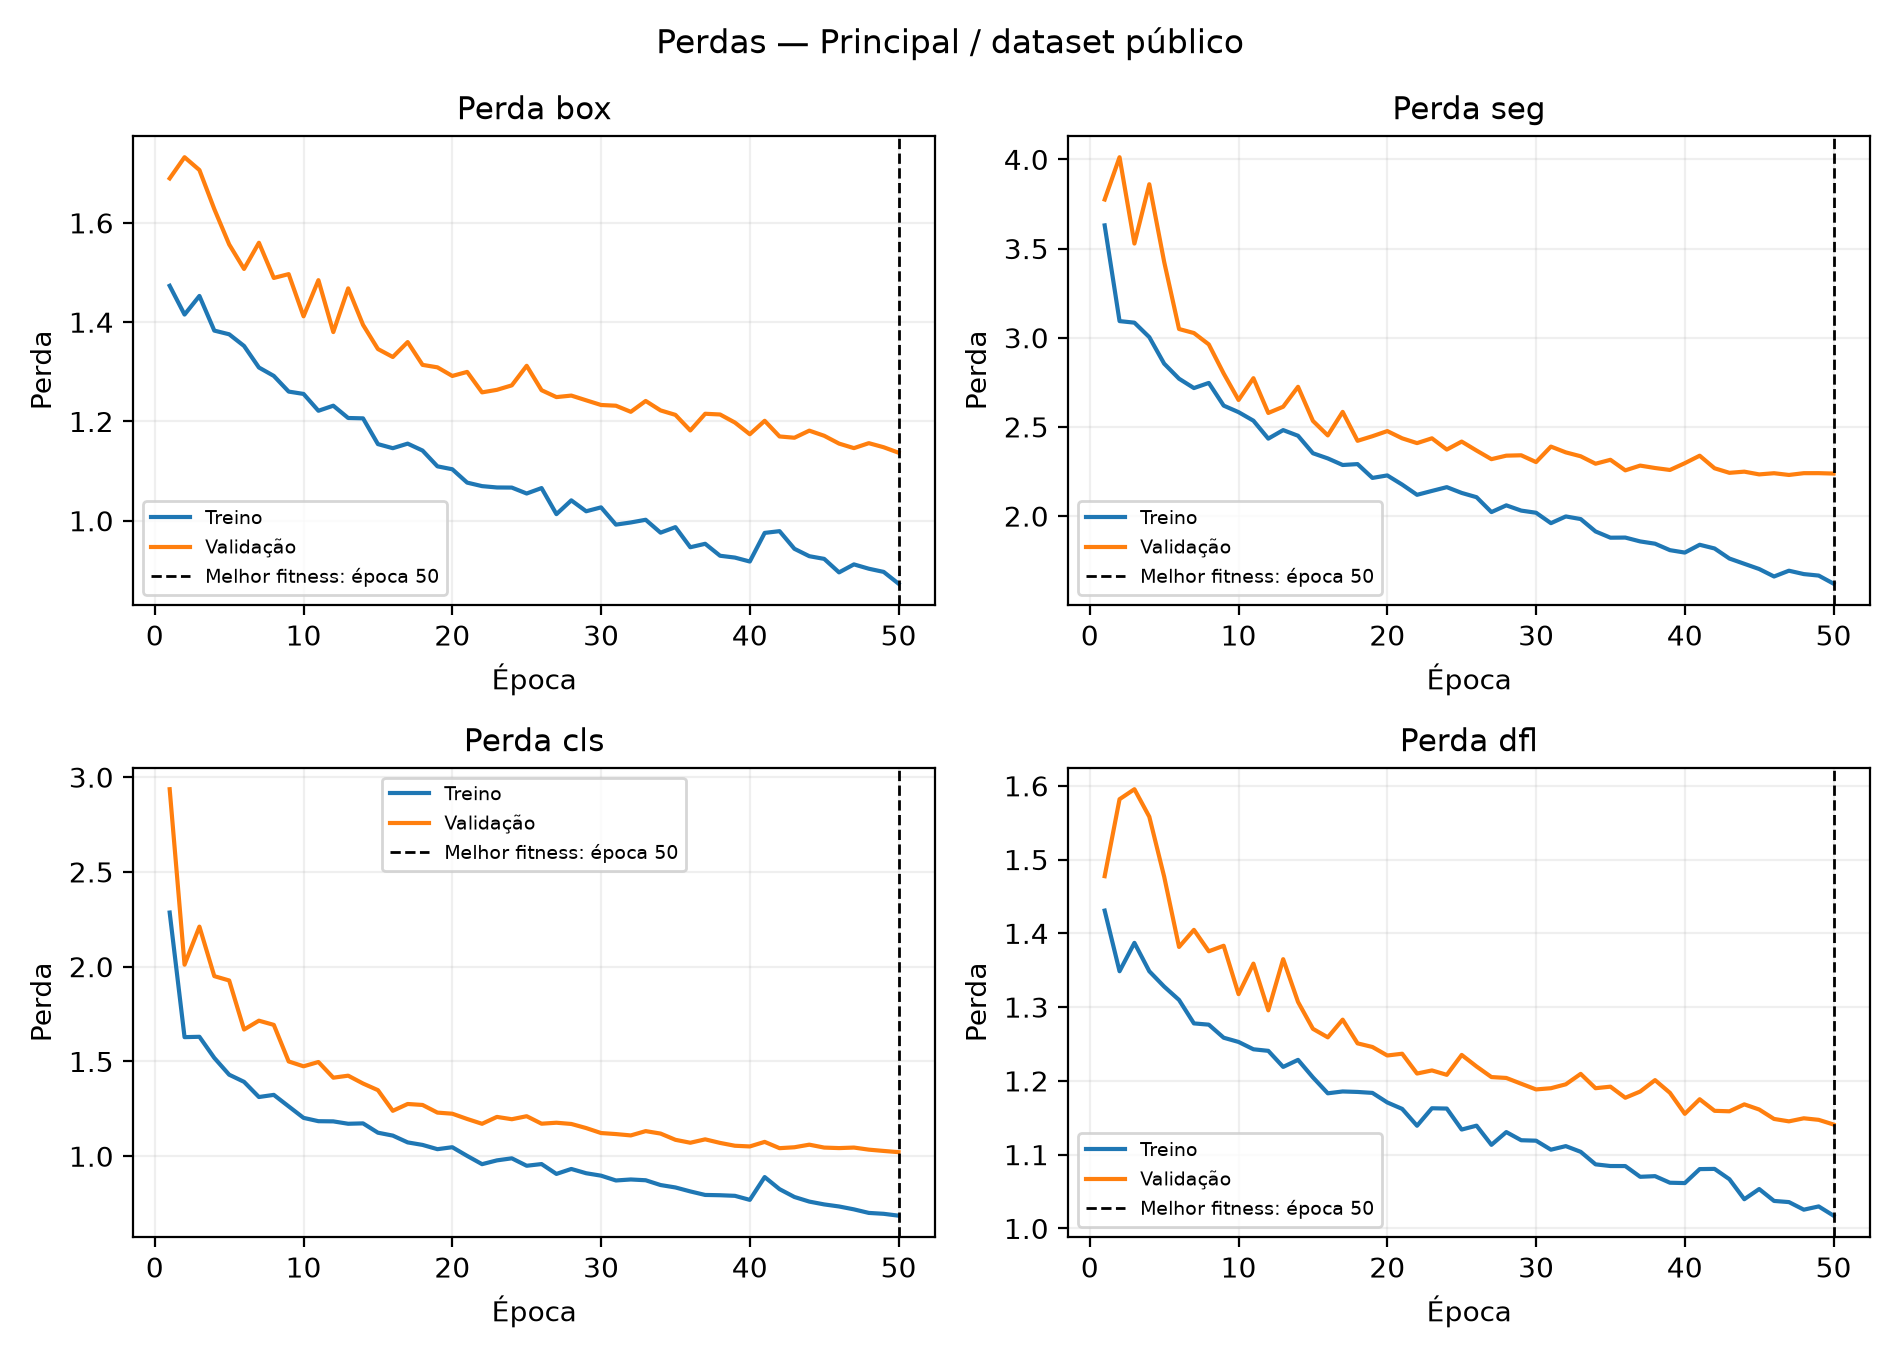 Perdas — Principal / dataset público
Perda box
Perda
1.6
1.4
1.2
1.0
Treino
Validação
Melhor fitness: época 50
0 10 20 30 40 50
Época
Perda seg
Perda
4.0
3.5
3.0
2.5
2.0
Treino
Validação
Melhor fitness: época 50
0 10 20 30 40 50
Época
Perda cls
Perda
3.0
2.5
2.0
1.5
1.0
Treino
Validação
Melhor fitness: época 50
0 10 20 30 40 50
Época
Perda dfl
Perda
1.6
1.5
1.4
1.3
1.2
1.1
1.0
Treino
Validação
Melhor fitness: época 50
0 10 20 30 40 50
Época